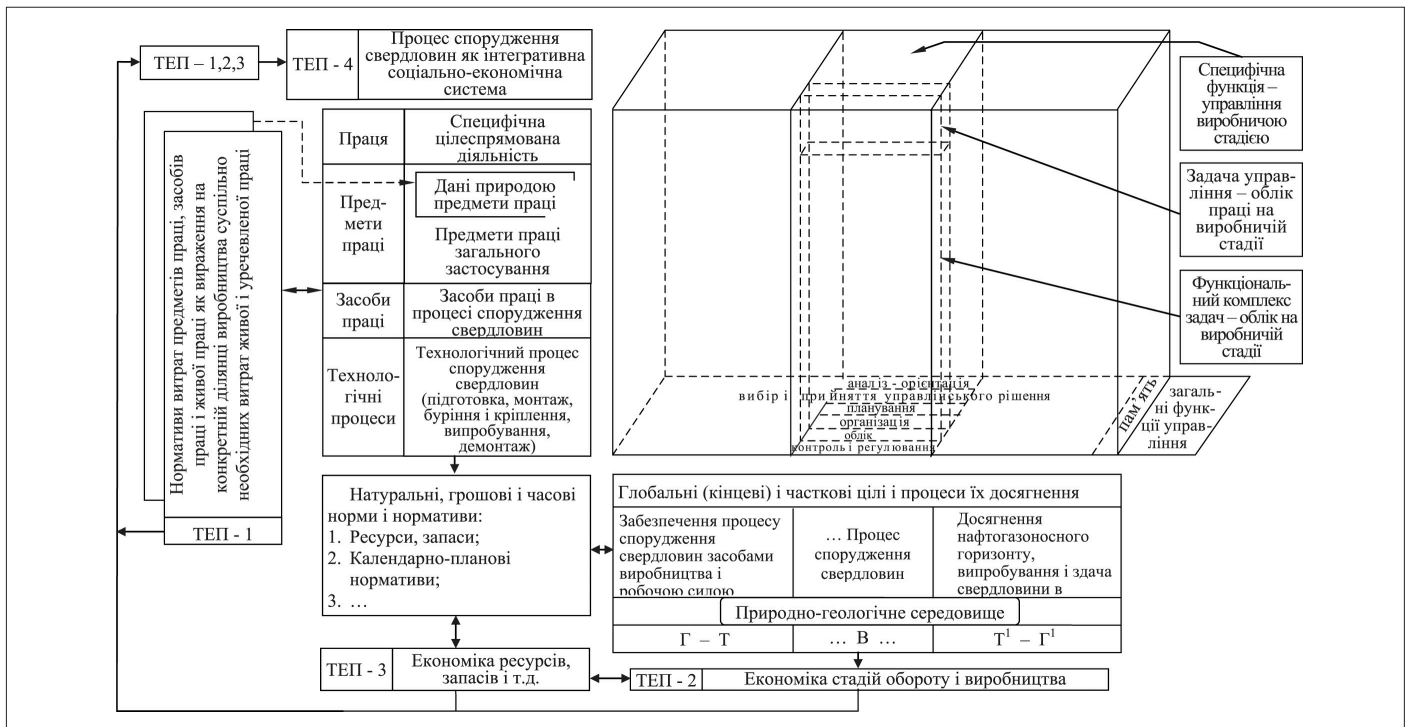 ТЕП – 1,2,3
ТЕП - 4
Процес спорудження
свердловин як інтегративна
соціально-економічна
система
Нормативи витрат предметів праці, засобів
праці і живої праці як вираження на
конкретній ділянці виробництва суспільно
необхідних витрат живої і уречевленої праці
ТЕП - 1
Праця
Специфічна
цілеспрямована
діяльність
Пред-
мети
праці
Дані природою
предмети праці
Предмети праці
загального
застосування
Засоби
праці
Засоби праці в
процесі спорудження
свердловин
Техноло-
гічні
процеси
Технологічний процес
спорудження
свердловин
(підготовка, монтаж,
буріння і кріплення,
випробування,
демонтаж)
Специфічна
функція –
управління
виробничою
стадією
Задача управ-
ління – облік
праці на
виробничій
стадії
Функціональ-
ний комплекс
задач – облік на
виробничій
стадії
аналіз - орієнтація
вибір і прийняття управлінського рішення
планування
організація
облік
контроль і регулювання
пам’ять
загаль-
ні функ-
ції управ-
ління
Натуральні, грошові і часові
норми і нормативи:
1. Ресурси, запаси;
2. Календарно-планові
нормативи;
3. …
Глобальні (кінцеві) і часткові цілі і процеси їх досягнення
Забезпечення процесу
спорудження
свердловин засобами
виробництва і
робочою силою
… Процес
спорудження
свердловин
Досягнення
нафтогазоносного
горизонту,
випробування і здача
свердловини в
Природно-геологічне середовище
Г – Т
… В …
Т¹ – Г¹
ТЕП - 3
Економіка ресурсів,
запасів і т.д.
ТЕП - 2
Економіка стадій обороту і виробництва